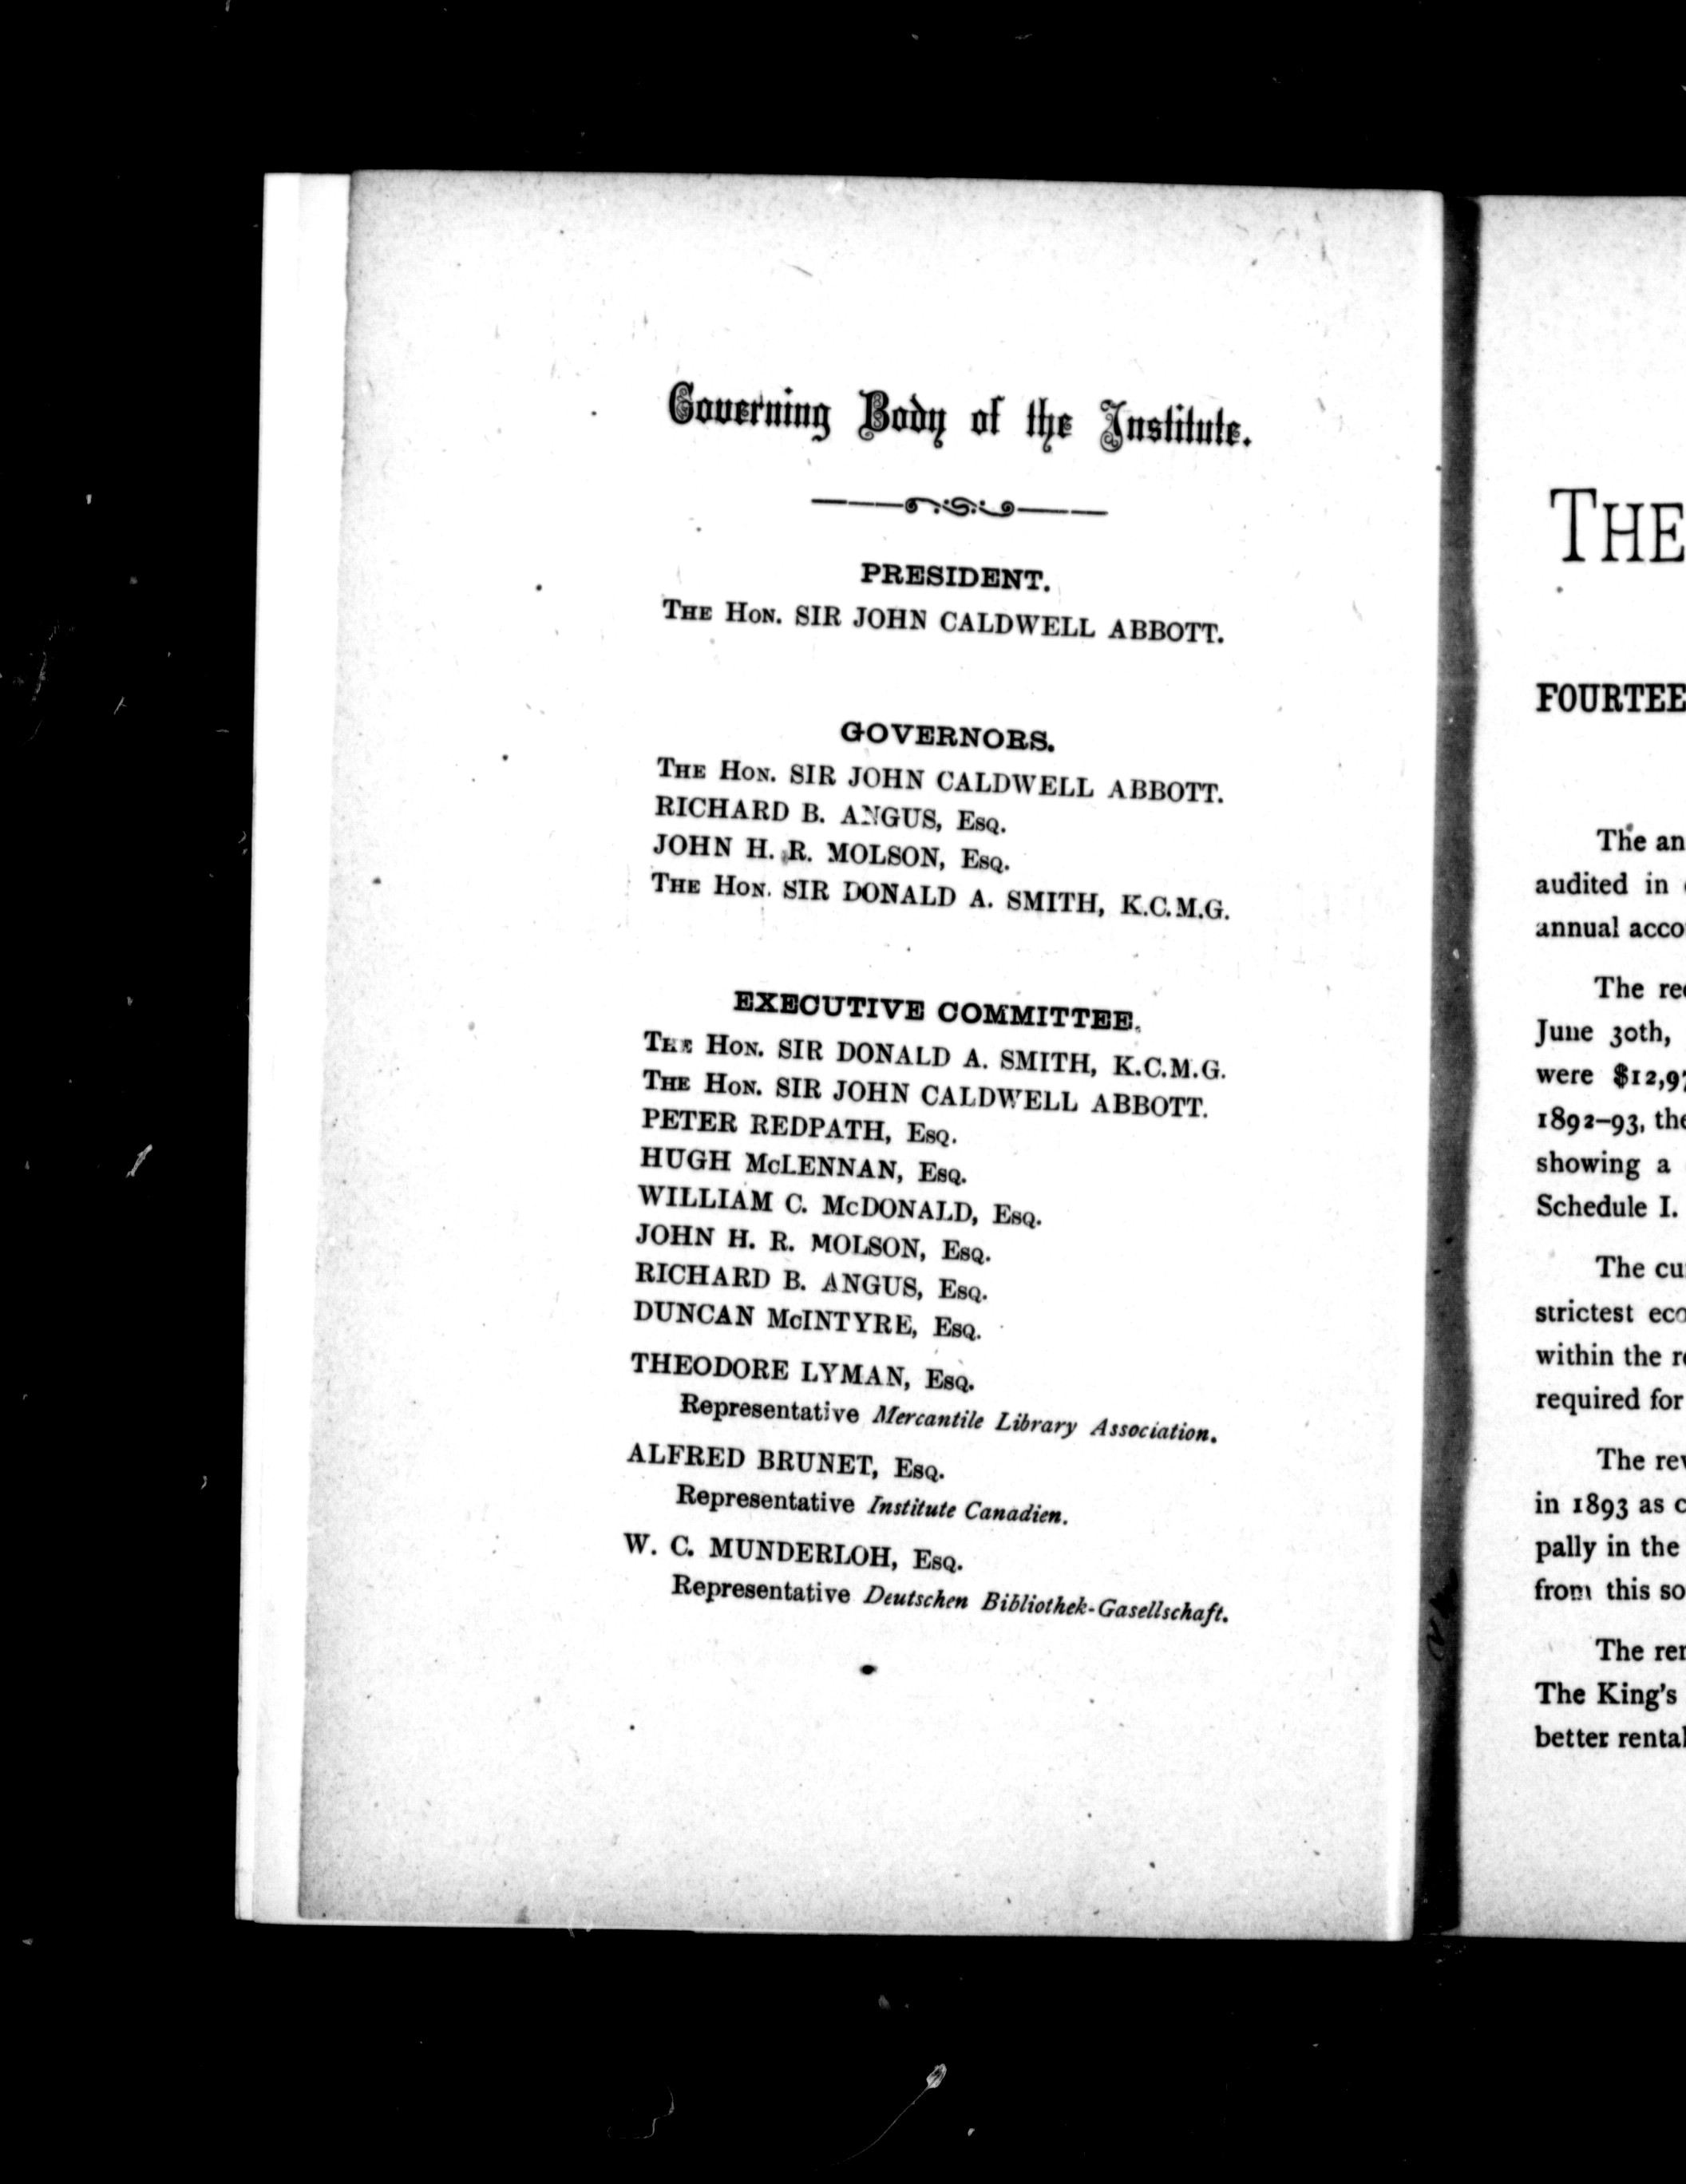 Governing Body of the Institute.
PRESIDENT.
THE HON. SIR JOHN CALDWELL ABBOTT.
GOVERNORS.
THE HON. SIR JOHN CALDWELL ABBOTT.
RICHARD B. ANGUS, ESQ.
JOHN H. R. MOLSON, ESQ.
THE HON. SIR DONALD A. SMITH, K.C.M.G.
EXECUTIVE COMMITTEE.
THE HON. SIR DONALD A. SMITH, K.C.M.G.
THE HON. SIR JOHN CALDWELL ABBOTT.
PETER REDPATH, ESQ.
HUGH McLENNAN, ESQ.
WILLIAM C. McDONALD, ESQ.
JOHN H. R. MOLSON, ESQ.
RICHARD B. ANGUS, ESQ.
DUNCAN McINTYRE, ESQ.
THEODORE LYMAN, ESQ.
Representative Mercantile Library Association.
ALFRED BRUNET, ESQ.
Representative Institute Canadien.
W. C. MUNDERLOH, ESQ.
Representative Deutschen Bibliothek-Gasellschaft.
THE
FOURTEE
The an
audited in
annual acco
The re
June 30th,
were $12,97
1892-93, the
showing a
Schedule I.
The cu
strictest eco
within the r
required for
The rev
in 1893 as c
pally in the
from this so
The ren
The King's
better rental